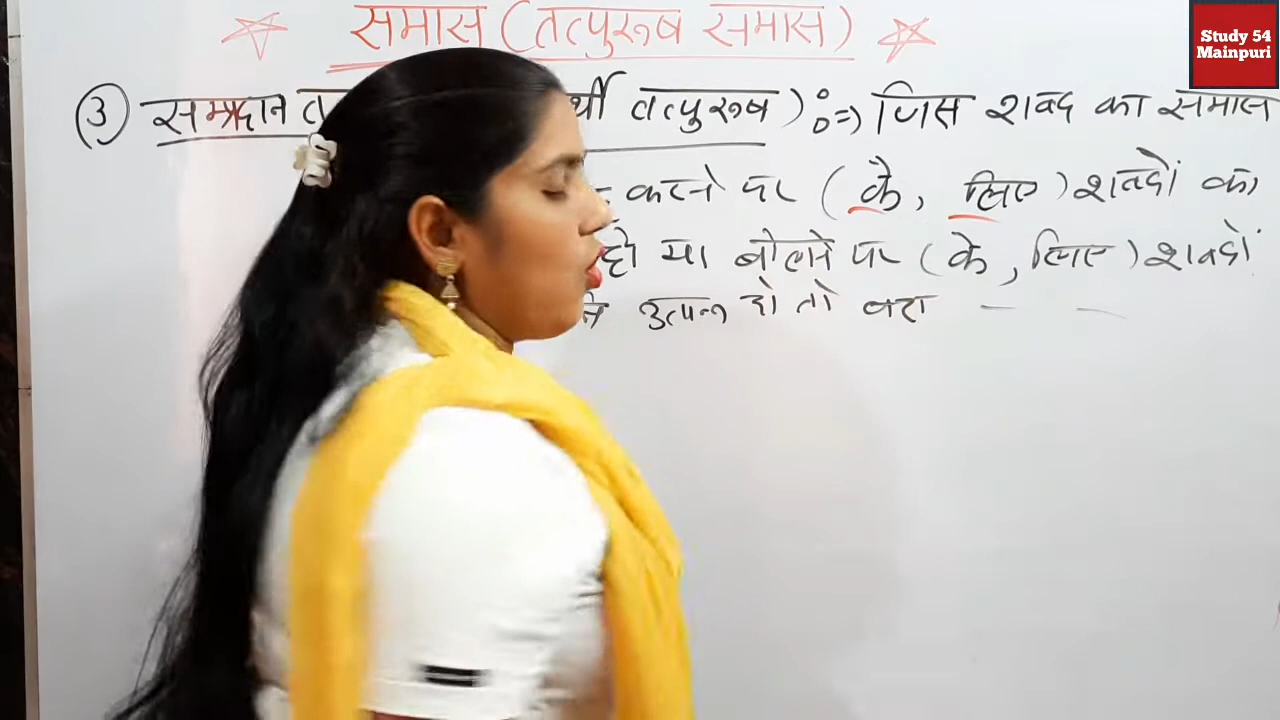 समास (तत्पुरूष समास)
Study 54
Mainpuri
③ सम्प्रदान त र्थी तत्पुरूष) :=> जिस शब्द का समास
करने पर (के, लिए) शब्दों का
हो या बोलने पर (के, लिए) शब्दों
उत्पन्न हो तो वहा — —